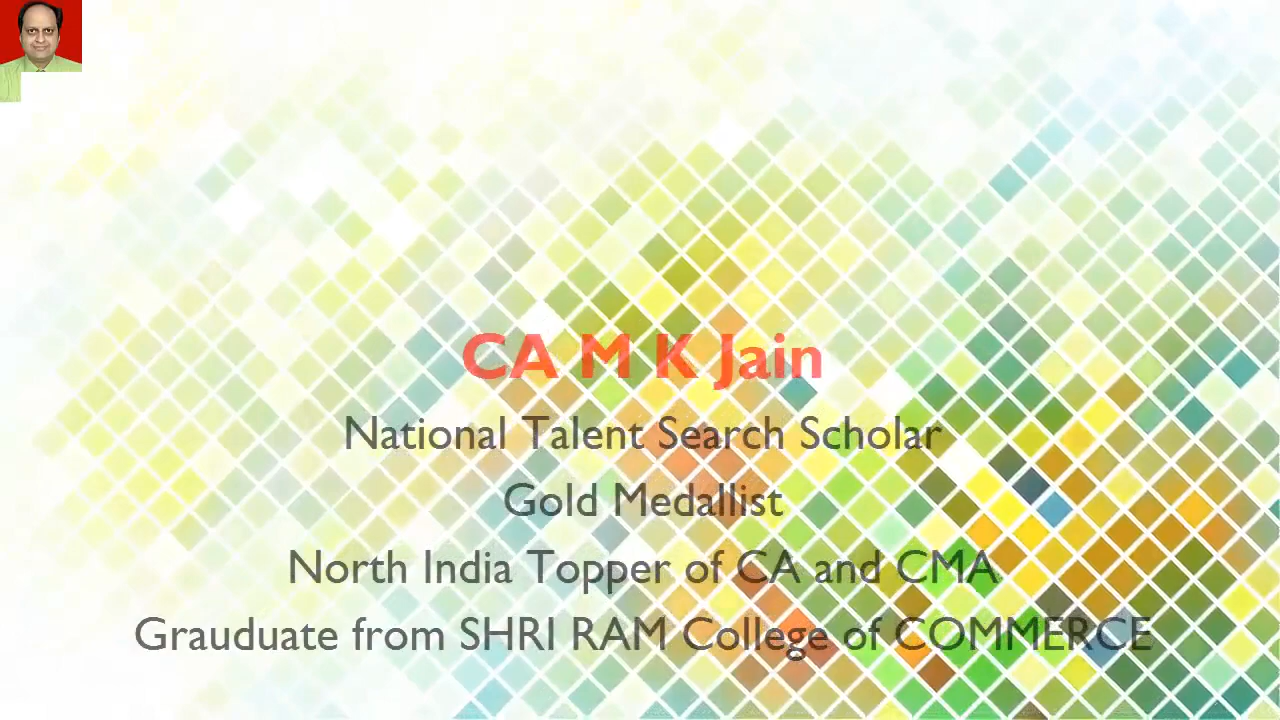 CA M K Jain
National Talent Search Scholar
Gold Medallist
North India Topper of CA and CMA
Grauduate from SHRI RAM College of COMMERCE